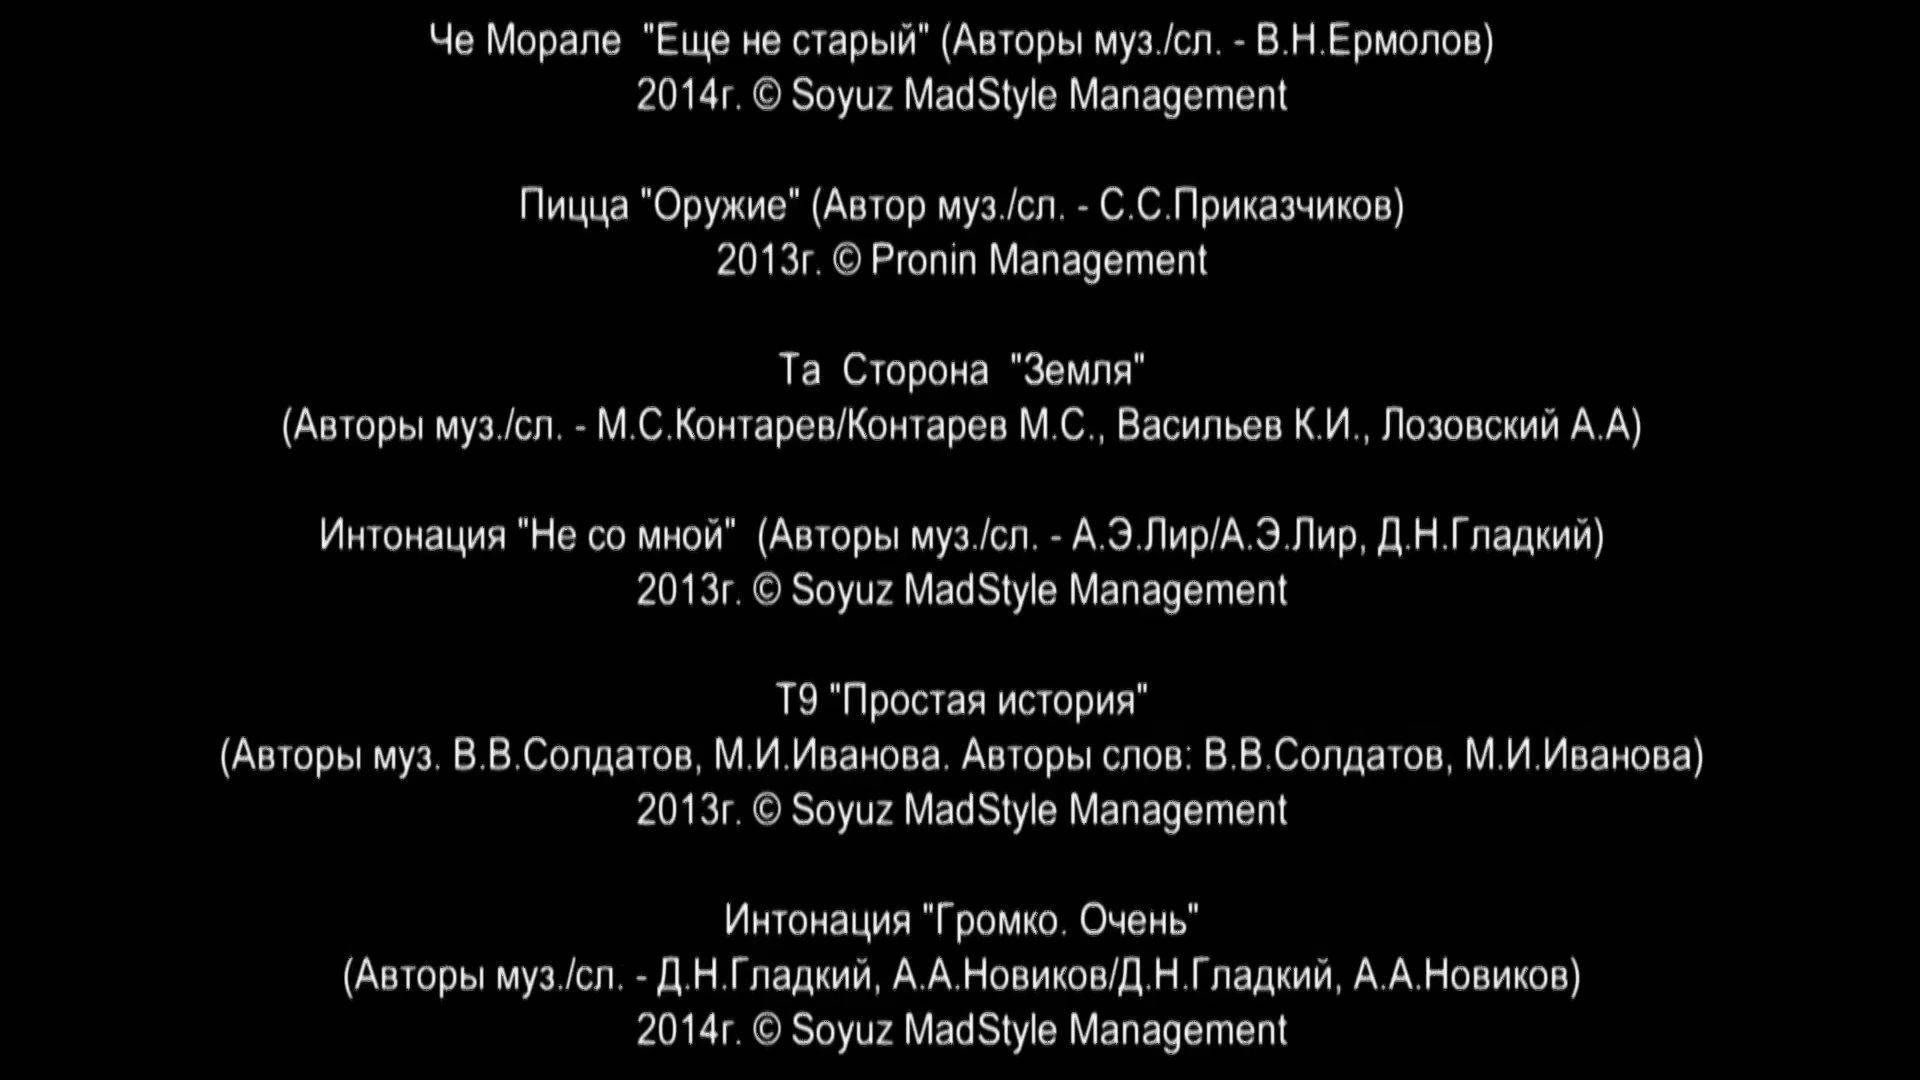 Че Морале "Еще не старый" (Авторы муз./сл. - В.Н.Ермолов)
2014г. © Soyuz MadStyle Management
Пицца "Оружие" (Автор муз./сл. - С.С.Приказчиков)
2013г. © Pronin Management
Та Сторона "Земля"
(Авторы муз./сл. - М.С.Контарев/Контарев М.С., Васильев К.И., Лозовский А.А)
Интонация "Не со мной" (Авторы муз./сл. - А.Э.Лир/А.Э.Лир, Д.Н.Гладкий)
2013г. © Soyuz MadStyle Management
Т9 "Простая история"
(Авторы муз. В.В.Солдатов, М.И.Иванова. Авторы слов: В.В.Солдатов, М.И.Иванова)
2013г. © Soyuz MadStyle Management
Интонация "Громко. Очень"
(Авторы муз./сл. - Д.Н.Гладкий, А.А.Новиков/Д.Н.Гладкий, А.А.Новиков)
2014г. © Soyuz MadStyle Management